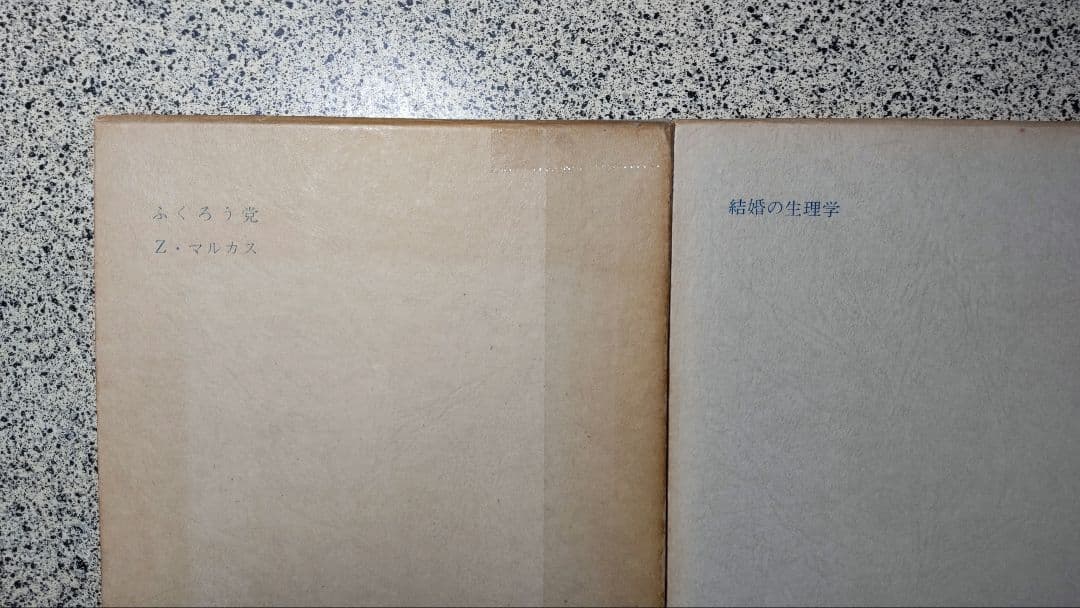 ふくろう党
Z・マルカス
結婚の生理学